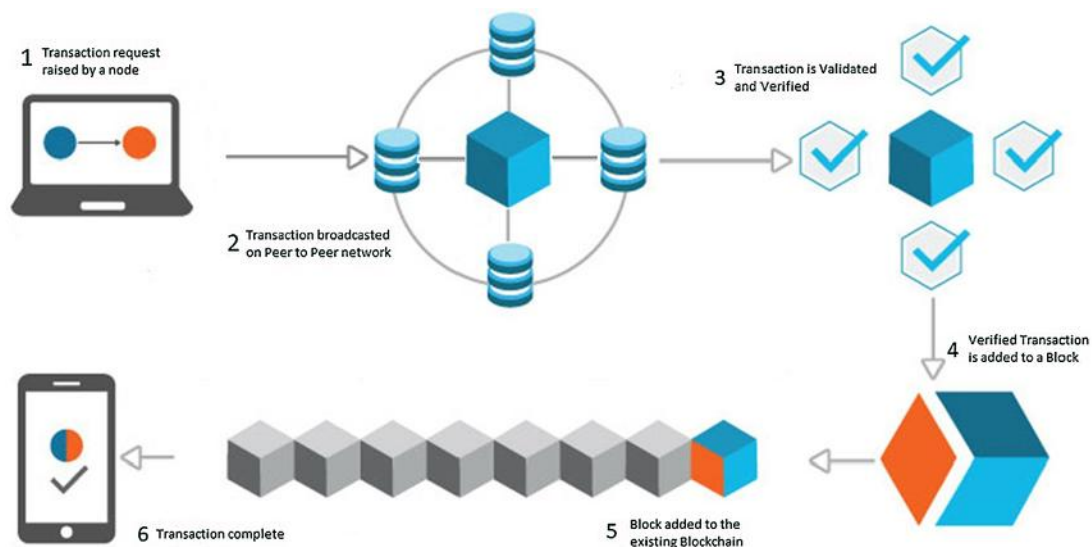 1 Transaction request
raised by a node
2 Transaction broadcasted
on Peer to Peer network
3 Transaction is Validated
and Verified
4 Verified Transaction
is added to a Block
5 Block added to the
existing Blockchain
6 Transaction complete